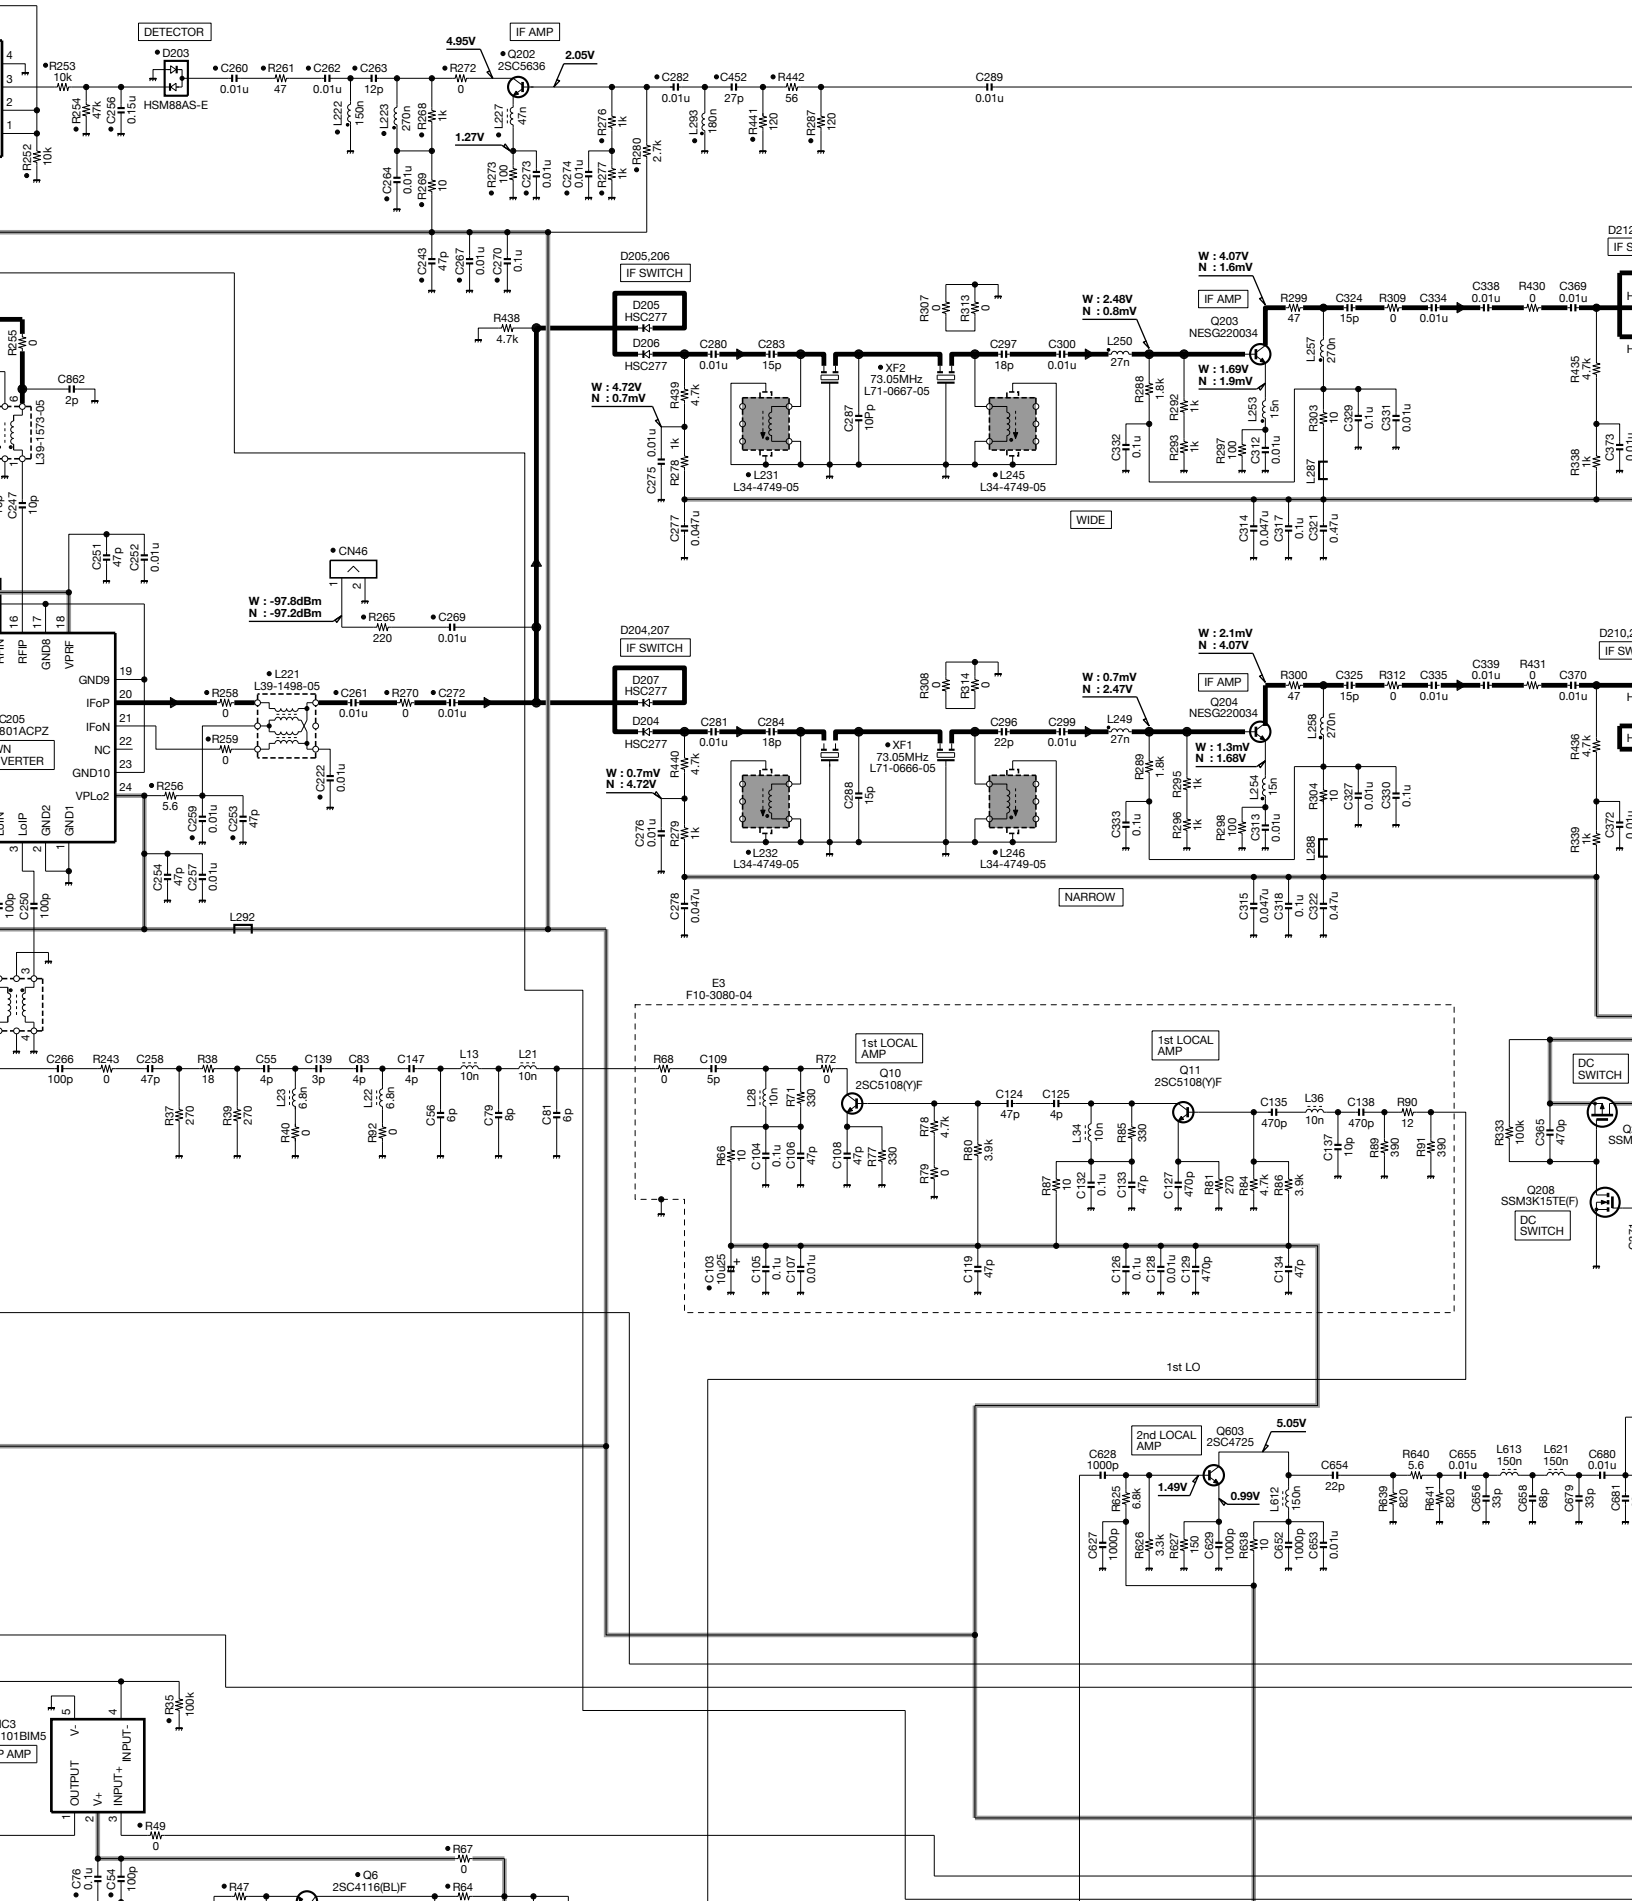 DETECTOR
IF AMP
4
3
2
1
R253
10k
R254
47k
C256
0.15u
R252
10k
D203
HSM88AS-E
C260
0.01u
R261
47
C262
0.01u
C263
12p
L222
150n
L223
270n
R268
1k
C264
0.01u
R269
10
R272
0
4.95V
Q202
2SC5636
2.05V
L227
47n
1.27V
R273
100
C273
0.01u
C274
0.01u
R276
1k
R277
1k
R280
2.7k
C282
0.01u
L293
180n
C452
27p
R441
120
R442
56
R287
120
C289
0.01u
C243
47p
C267
0.01u
C270
0.1u
R438
4.7k
D205,206
IF SWITCH
D205
HSC277
D206
HSC277
C280
0.01u
C283
15p
W : 4.72V
N : 0.7mV
R439
4.7k
C275
0.01u
R278
1k
C277
0.047u
L231
L34-4749-05
C287
10Pp
XF2
73.05MHz
L71-0667-05
R307
0
R313
0
C297
18p
C300
0.01u
L245
L34-4749-05
W : 2.48V
N : 0.8mV
L250
27n
R288
1.8k
R292
1k
R293
1k
C332
0.1u
W : 4.07V
N : 1.6mV
IF AMP
Q203
NESG220034
W : 1.69V
N : 1.9mV
L253
15n
R297
100
C312
0.01u
R299
47
L257
270n
C324
15p
R309
0
C334
0.01u
C338
0.01u
R430
0
C369
0.01u
R303
10
C329
0.1u
C331
0.01u
L287
C314
0.047u
C317
0.1u
C321
0.47u
R435
4.7k
R338
1k
C373
WIDE
R255
0
C862
2p
6
L39-1573-05
1
C247
10p
C251
47p
C252
0.01u
CN46
1
2
W : -97.8dBm
N : -97.2dBm
R265
220
C269
0.01u
16
17
18
RFIP
GND8
VPRF
GND9
19
IFoP
20
IFoN
21
NC
22
GND10
23
VPLo2
24
C205
801ACPZ
LoIP
GND2
GND1
3
2
1
R258
0
R259
0
R256
5.6
L221
L39-1498-05
C261
0.01u
R270
0
C272
0.01u
C222
0.01u
C259
0.01u
C253
47p
C254
47p
C257
0.01u
100p
C250
100p
L292
D204,207
IF SWITCH
D207
HSC277
D204
HSC277
C281
0.01u
C284
18p
W : 0.7mV
N : 4.72V
R440
4.7k
C276
0.01u
R279
1k
C278
0.047u
L232
L34-4749-05
C288
15p
XF1
73.05MHz
L71-0666-05
R308
0
R314
0
C296
22p
C299
0.01u
L246
L34-4749-05
W : 0.7mV
N : 2.47V
L249
27n
R289
1.8k
R295
1k
R296
1k
C333
0.1u
W : 2.1mV
N : 4.07V
IF AMP
Q204
NESG220034
W : 1.3mV
N : 1.68V
L254
15n
R298
100
C313
0.01u
R300
47
L258
270n
C325
15p
R312
0
C335
0.01u
C339
0.01u
R431
0
C370
0.01u
R304
10
C327
0.01u
C330
0.1u
L288
C315
0.047u
C318
0.1u
C322
0.47u
R436
4.7k
R339
1k
C372
NARROW
3
4
C266
100p
R243
0
C258
47p
R37
270
R38
18
R39
270
C55
4p
L23
6.8n
R40
0
C139
3p
C83
4p
L22
6.8n
R92
0
C147
4p
C56
6p
L13
10n
C79
8p
L21
10n
C81
6p
E3
F10-3080-04
R68
0
C109
5p
R66
10
L28
10n
C104
0.1u
R71
330
C106
47p
R72
0
1st LOCAL
AMP
Q10
2SC5108(Y)F
C108
47p
R77
330
R78
4.7k
R79
0
R80
3.9k
C124
47p
C125
4p
L34
10n
R85
330
R87
10
C132
0.1u
C133
47p
1st LOCAL
AMP
Q11
2SC5108(Y)F
C127
470p
R81
270
R84
4.7k
R86
3.9k
C135
470p
L36
10n
C137
10p
C138
470p
R89
390
R90
12
R91
390
C103
10u25
C105
0.1u
C107
0.01u
C119
47p
C126
0.1u
C128
0.01u
C129
470p
C134
47p
R333
100k
C365
470p
DC
SWITCH
Q208
SSM3K15TE(F)
DC
SWITCH
1st LO
2nd LOCAL
AMP
Q603
2SC4725
5.05V
C628
1000p
R625
6.8k
1.49V
0.99V
C627
1000p
R626
3.3k
R627
150
C629
1000p
R638
10
L612
150n
C652
1000p
C653
0.01u
C654
22p
R639
820
R640
5.6
R641
820
C655
0.01u
C656
33p
L613
150n
C658
68p
L621
150n
C679
33p
C680
0.01u
C681
IC3
101BIM5
P AMP
5
4
V-
INPUT-
OUTPUT
V+
INPUT+
1
2
3
R35
100k
R49
0
C76
0.1u
C54
100p
R47
Q6
2SC4116(BL)F
R67
0
R64